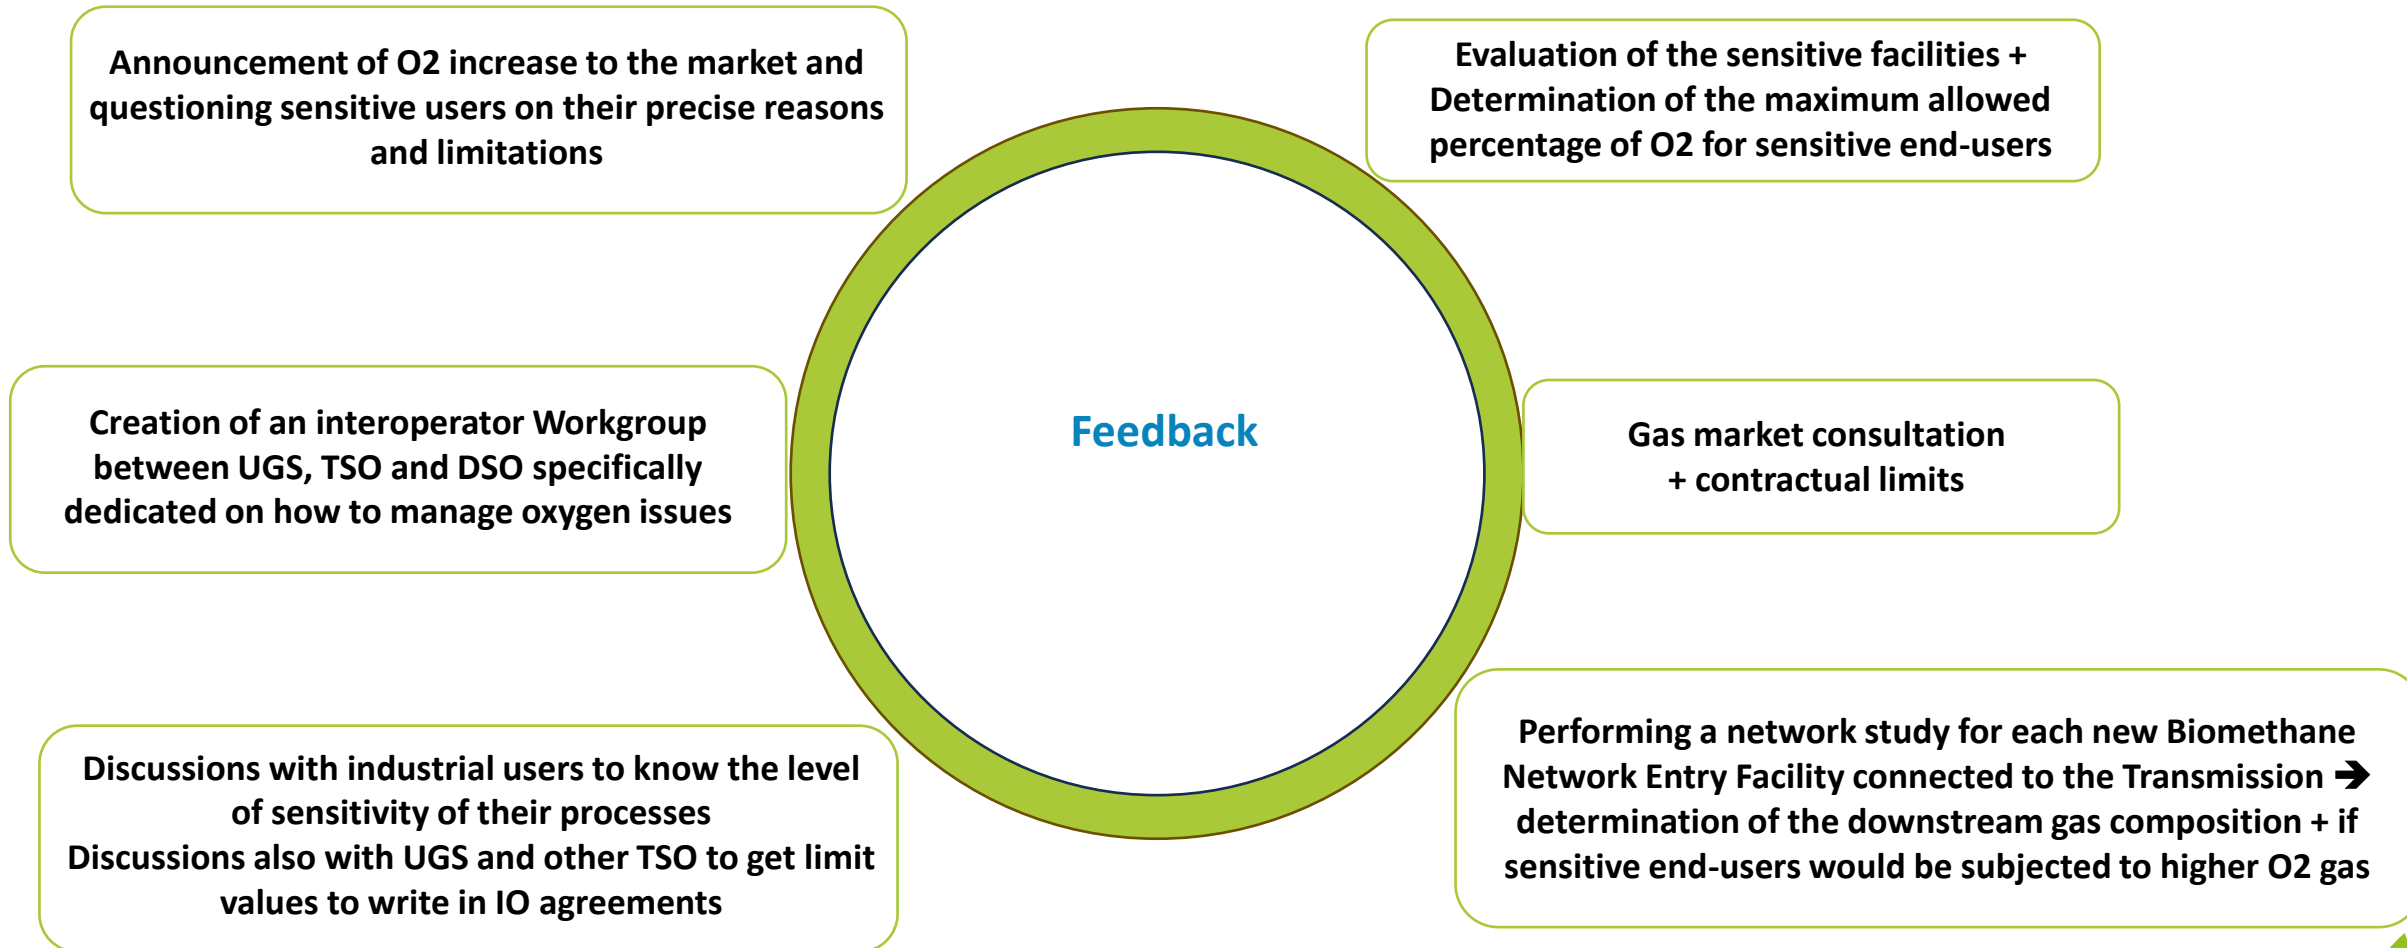 Announcement of O2 increase to the market and
questioning sensitive users on their precise reasons
and limitations
Evaluation of the sensitive facilities +
Determination of the maximum allowed
percentage of O2 for sensitive end-users
Creation of an interoperator Workgroup
between UGS, TSO and DSO specifically
dedicated on how to manage oxygen issues
Feedback
Gas market consultation
+ contractual limits
Discussions with industrial users to know the level
of sensitivity of their processes
Discussions also with UGS and other TSO to get limit
values to write in IO agreements
Performing a network study for each new Biomethane
Network Entry Facility connected to the Transmission ➔
determination of the downstream gas composition + if
sensitive end-users would be subjected to higher O2 gas